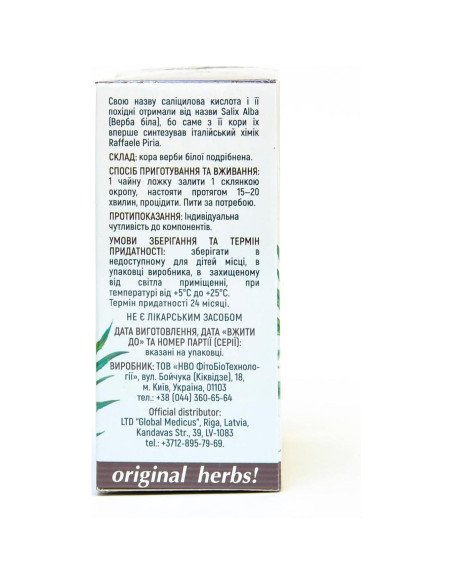 Свою назву саліцилова кислота і її
похідні отримали від назви Salix Alba
(Верба біла), бо саме з її кори їх
вперше синтезував італійський хімік
Raffaele Piria.
СКЛАД: кора верби білої подрібнена.
СПОСІБ ПРИГОТУВАННЯ ТА ВЖИВАННЯ:
1 чайну ложку залити 1 склянкою
окропу, настояти протягом 15–20
хвилин, процідити. Пити за потребою.
ПРОТИПОКАЗАННЯ: Індивідуальна
чутливість до компонентів.
УМОВИ ЗБЕРІГАННЯ ТА ТЕРМІН
ПРИДАТНОСТІ: зберігати в
недоступному для дітей місці, в
упаковці виробника, в захищеному
від світла приміщенні, при
температурі від +5°C до +25°C.
Термін придатності 24 місяці.
НЕ Є ЛІКАРСЬКИМ ЗАСОБОМ
ДАТА ВИГОТОВЛЕННЯ, ДАТА «ВЖИТИ
ДО» ТА НОМЕР ПАРТІЇ (СЕРІЇ):
вказані на упаковці.
ВИРОБНИК: ТОВ «НВО ФітоБіоТехноло-
гії», вул. Бойчука (Кіквідзе), 18,
м. Київ, Україна, 01103
тел.: +38 (044) 360-65-64
Official distributor:
LTD "Global Medicus", Riga, Latvia,
Kandavas Str., 39, LV-1083
tel.: +3712-895-79-69.
original herbs!